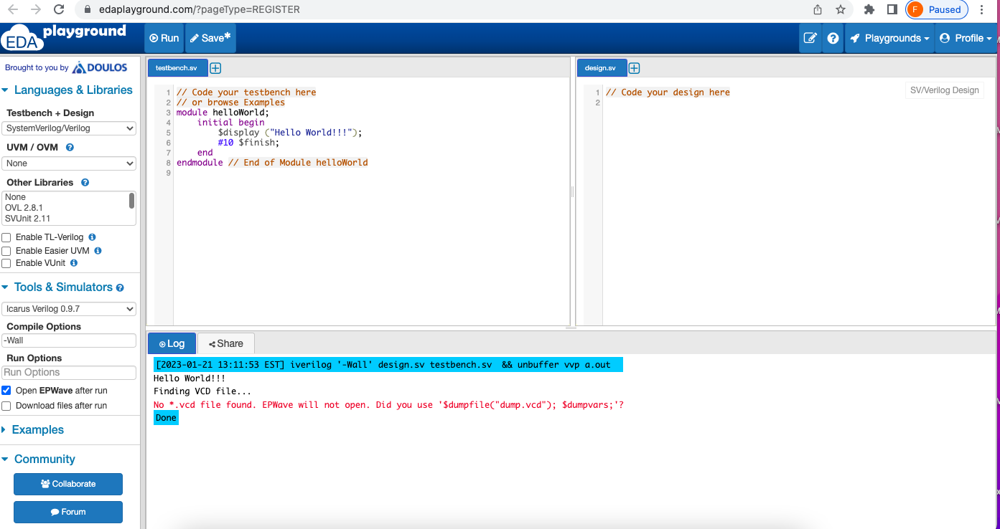 edaplayground.com/?pageType=REGISTER
F Paused
EDA playground
Run
Save*
Playgrounds
Profile
Brought to you by DOULOS
Languages & Libraries
Testbench + Design
SystemVerilog/Verilog
UVM / OVM
None
Other Libraries
None
OVL 2.8.1
SVUnit 2.11
Enable TL-Verilog
Enable Easier UVM
Enable VUnit
Tools & Simulators
Icarus Verilog 0.9.7
Compile Options
-Wall
Run Options
Run Options
Open EPWave after run
Download files after run
Examples
Community
Collaborate
Forum
testbench.sv
1 // Code your testbench here
2 // or browse Examples
3 module helloWorld;
4 initial begin
5 $display ("Hello World!!!");
6 #10 $finish;
7 end
8 endmodule // End of Module helloWorld
9
design.sv
SV/Verilog Design
1 // Code your design here
2
Log
Share
[2023-01-21 13:11:53 EST] iverilog '-Wall' design.sv testbench.sv && unbuffer vvp a.out
Hello World!!!
Finding VCD file...
No *.vcd file found. EPWave will not open. Did you use '$dumpfile("dump.vcd"); $dumpvars;'?
Done